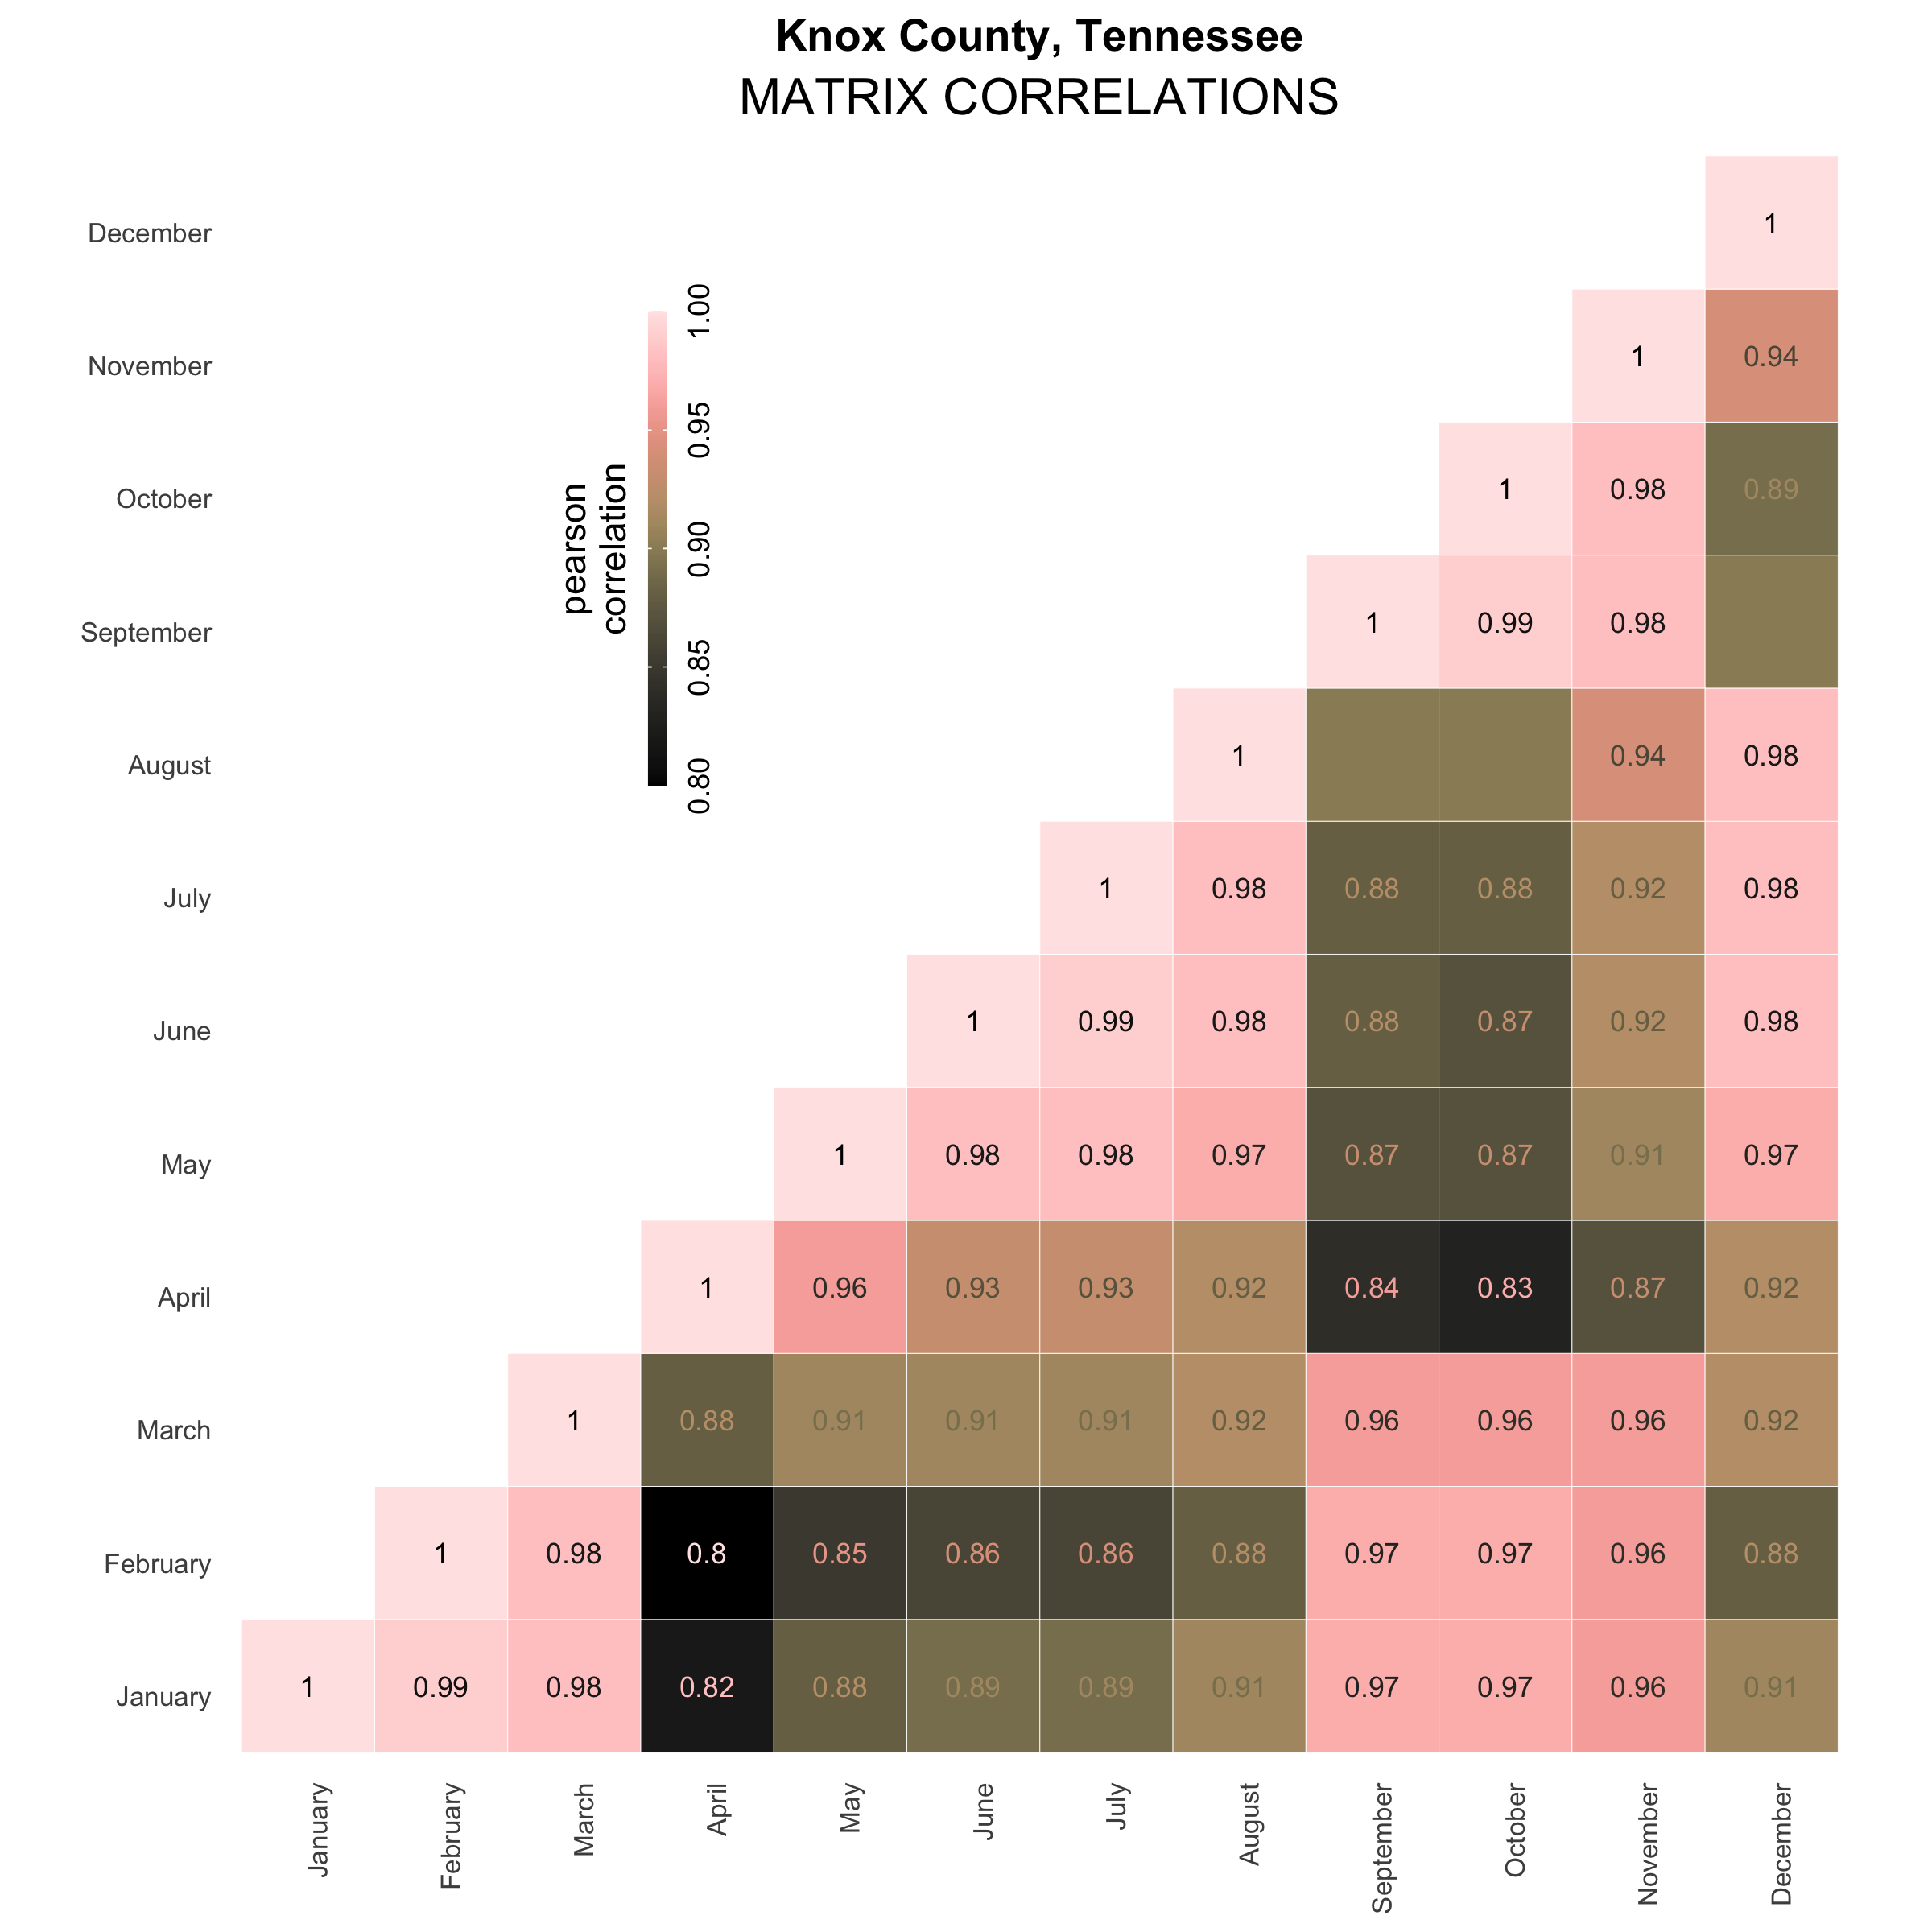 Knox County, Tennessee
MATRIX CORRELATIONS
December 1
November 1 0.94
October 1 0.98 0.89
September 1 0.99 0.98
August 1 0.94 0.98
July 1 0.98 0.88 0.88 0.92 0.98
June 1 0.99 0.98 0.88 0.87 0.92 0.98
May 1 0.98 0.98 0.97 0.87 0.87 0.91 0.97
April 1 0.96 0.93 0.93 0.92 0.84 0.83 0.87 0.92
March 1 0.88 0.91 0.91 0.91 0.92 0.96 0.96 0.96 0.92
February 1 0.98 0.8 0.85 0.86 0.86 0.88 0.97 0.97 0.96 0.88
January 1 0.99 0.98 0.82 0.88 0.89 0.89 0.91 0.97 0.97 0.96 0.91
January February March April May June July August September October November December
pearson
correlation
0.80 0.85 0.90 0.95 1.00